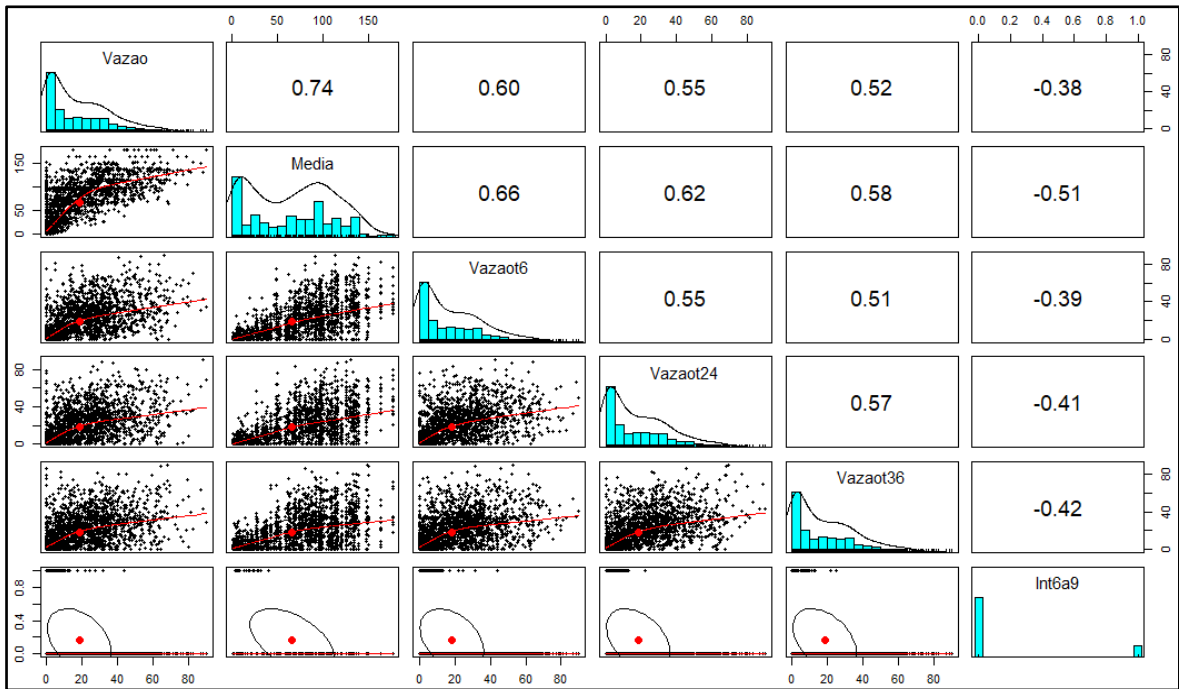 0 50 100 150 0 20 40 60 80 0.0 0.2 0.4 0.6 0.8 1.0
Vazao 0.74 0.60 0.55 0.52 -0.38 0 40 80
0 50 150 Media 0.66 0.62 0.58 -0.51
Vazaot6 0.55 0.51 -0.39 0 40 80
0 40 80 Vazaot24 0.57 -0.41
Vazaot36 -0.42 0 40 80
0.0 0.4 0.8 Int6a9
0 20 40 60 80 0 20 40 60 80 0 20 40 60 80